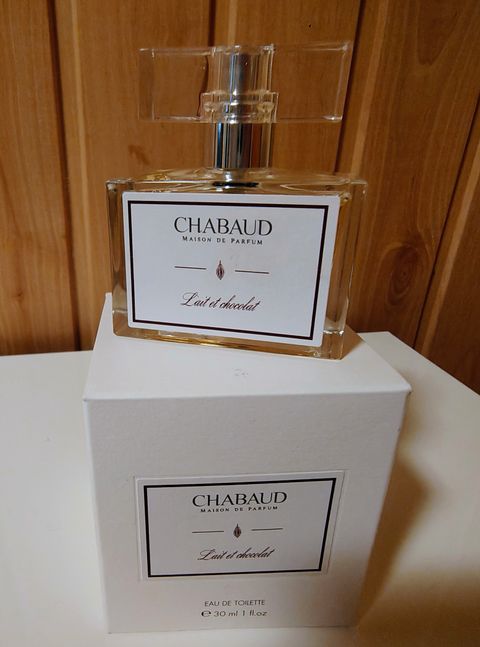 CHABAUD
MAISON DE PARFUM
Lait et chocolat
CHABAUD
MAISON DE PARFUM
Lait et chocolat
EAU DE TOILETTE
℮ 30 ml 1 fl.oz